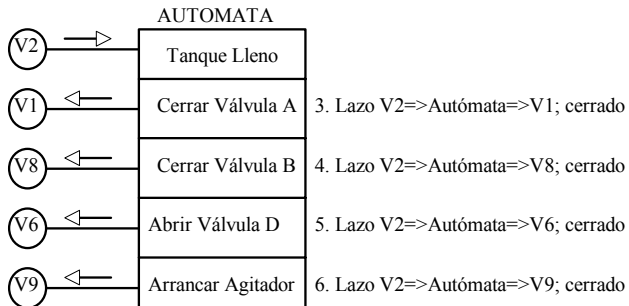 AUTOMATA
V2 Tanque Lleno
V1 Cerrar Válvula A 3. Lazo V2=>Autómata=>V1; cerrado
V8 Cerrar Válvula B 4. Lazo V2=>Autómata=>V8; cerrado
V6 Abrir Válvula D 5. Lazo V2=>Autómata=>V6; cerrado
V9 Arrancar Agitador 6. Lazo V2=>Autómata=>V9; cerrado